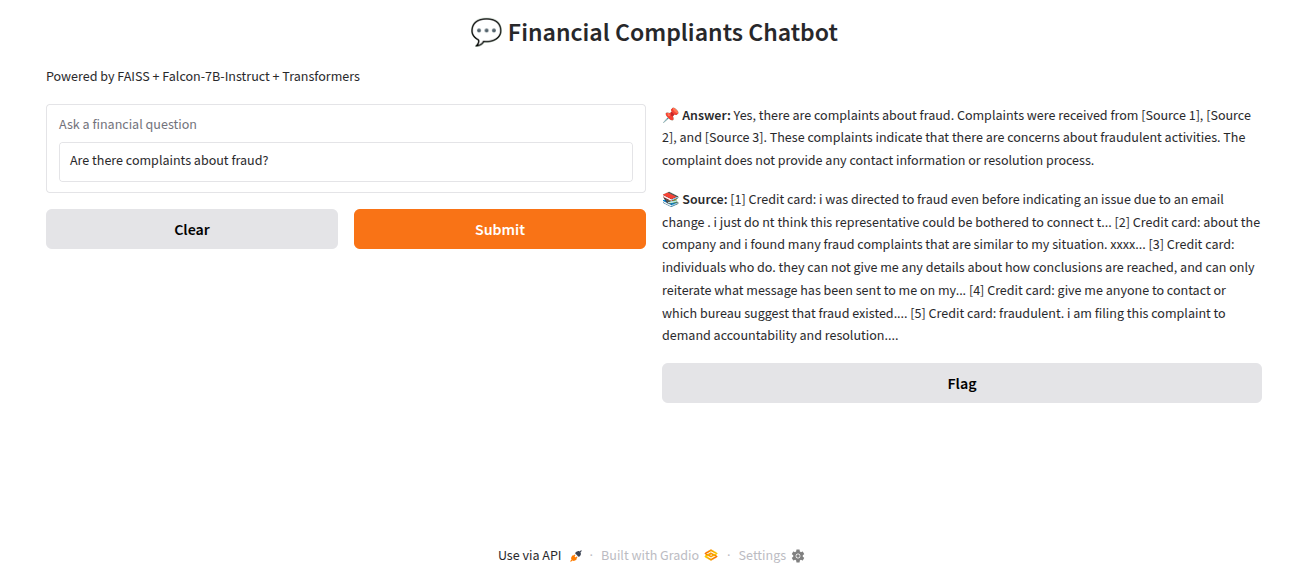 💬 Financial Compliants Chatbot
Powered by FAISS + Falcon-7B-Instruct + Transformers
Ask a financial question
Are there complaints about fraud?
Clear
Submit
📌 Answer: Yes, there are complaints about fraud. Complaints were received from [Source 1], [Source
2], and [Source 3]. These complaints indicate that there are concerns about fraudulent activities. The
complaint does not provide any contact information or resolution process.
📚 Source: [1] Credit card: i was directed to fraud even before indicating an issue due to an email
change . i just do nt think this representative could be bothered to connect t... [2] Credit card: about the
company and i found many fraud complaints that are similar to my situation. xxxx... [3] Credit card:
individuals who do. they can not give me any details about how conclusions are reached, and can only
reiterate what message has been sent to me on my... [4] Credit card: give me anyone to contact or
which bureau suggest that fraud existed.... [5] Credit card: fraudulent. i am filing this complaint to
demand accountability and resolution....
Flag
Use via API 🚀 · Built with Gradio · Settings ⚙